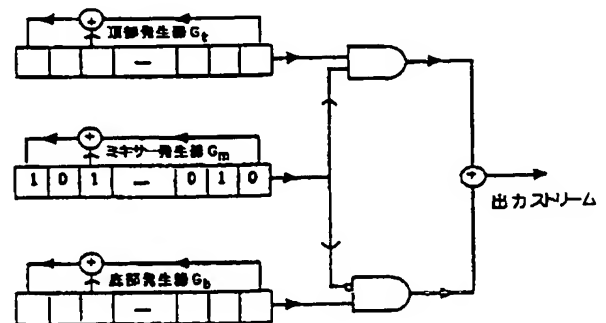 +
頂部発生器 Gt
—
+
ミキサー発生器 Gm
1 0 1 — 0 1 0
+
出力ストリーム
+
底部発生器 Gb
—